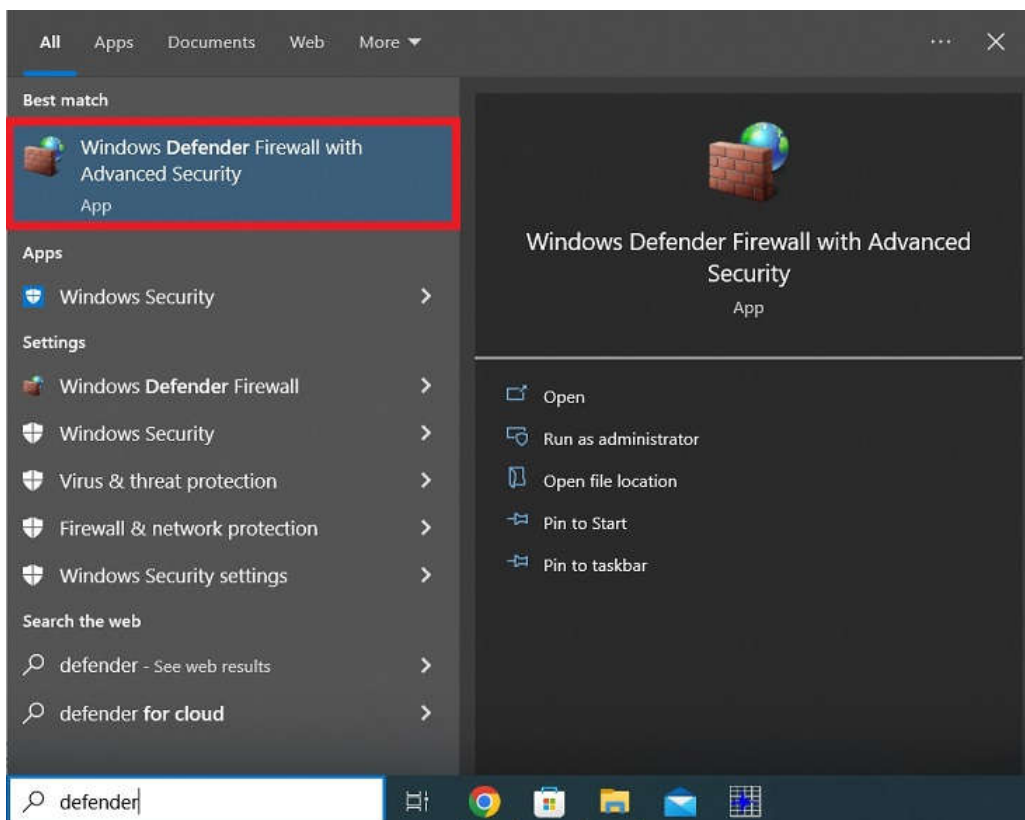 All Apps Documents Web More
Best match
Windows Defender Firewall with
Advanced Security
App
Apps
Windows Security
Settings
Windows Defender Firewall
Windows Security
Virus & threat protection
Firewall & network protection
Windows Security settings
Search the web
defender - See web results
defender for cloud
defender
Windows Defender Firewall with Advanced
Security
App
Open
Run as administrator
Open file location
Pin to Start
Pin to taskbar